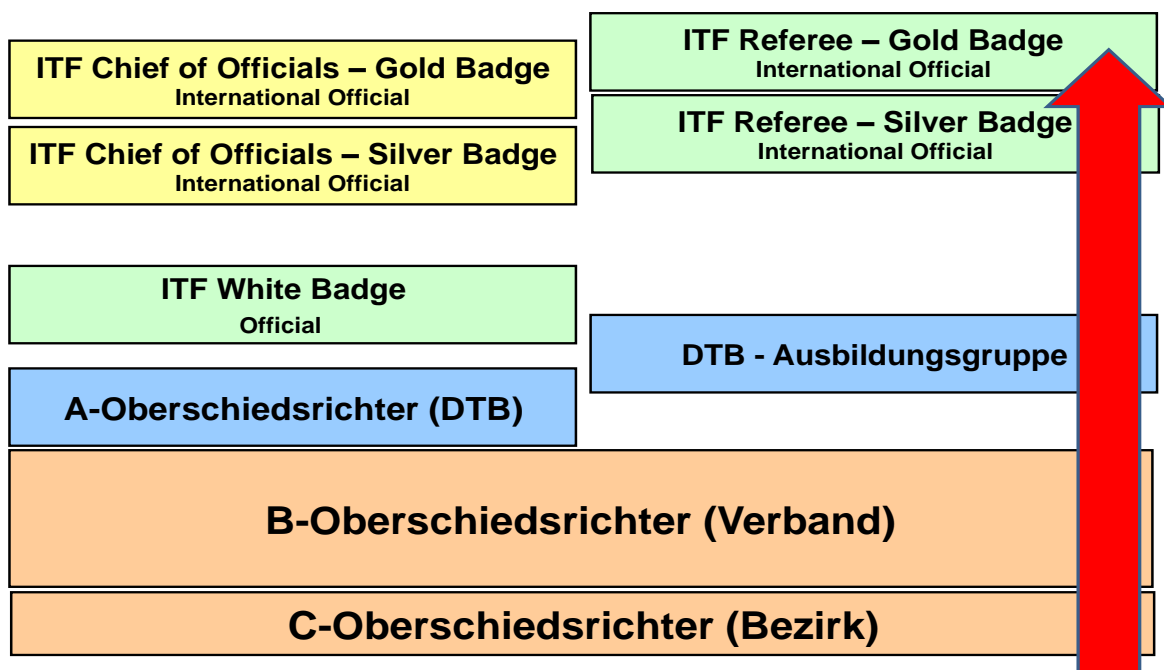 ITF Chief of Officials – Gold Badge
International Official
ITF Chief of Officials – Silver Badge
International Official
ITF Referee – Gold Badge
International Official
ITF Referee – Silver Badge
International Official
ITF White Badge
Official
DTB - Ausbildungsgruppe
A-Oberschiedsrichter (DTB)
B-Oberschiedsrichter (Verband)
C-Oberschiedsrichter (Bezirk)